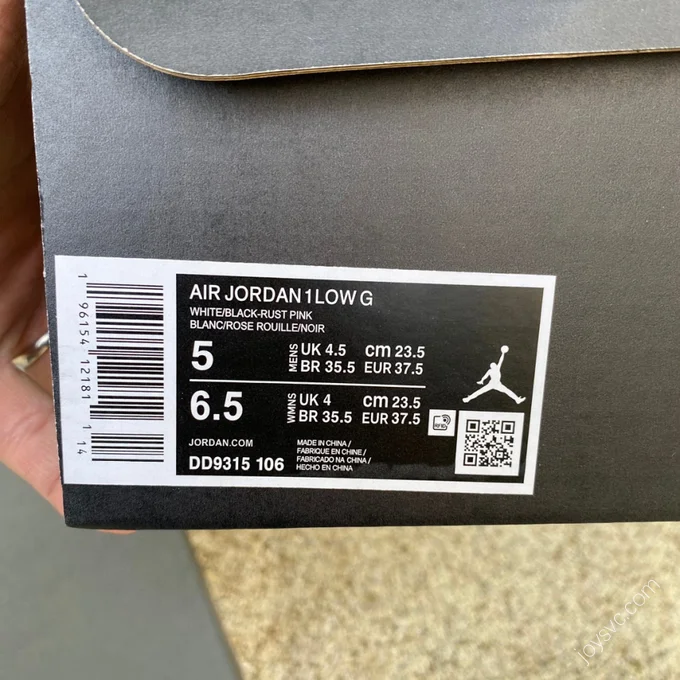 AIR JORDAN 1 LOW G
WHITE/BLACK-RUST PINK
BLANC/ROSE ROUILLE/NOIR
5
MENS
UK 4.5 cm 23.5
BR 35.5 EUR 37.5
6.5
WMNS
UK 4 cm 23.5
BR 35.5 EUR 37.5
RFID
JORDAN.COM
DD9315 106
MADE IN CHINA /
FABRIQUE EN CHINE /
FABRICADO NA CHINA /
HECHO EN CHINA
1 96154 12181 1 14
joysvc.com